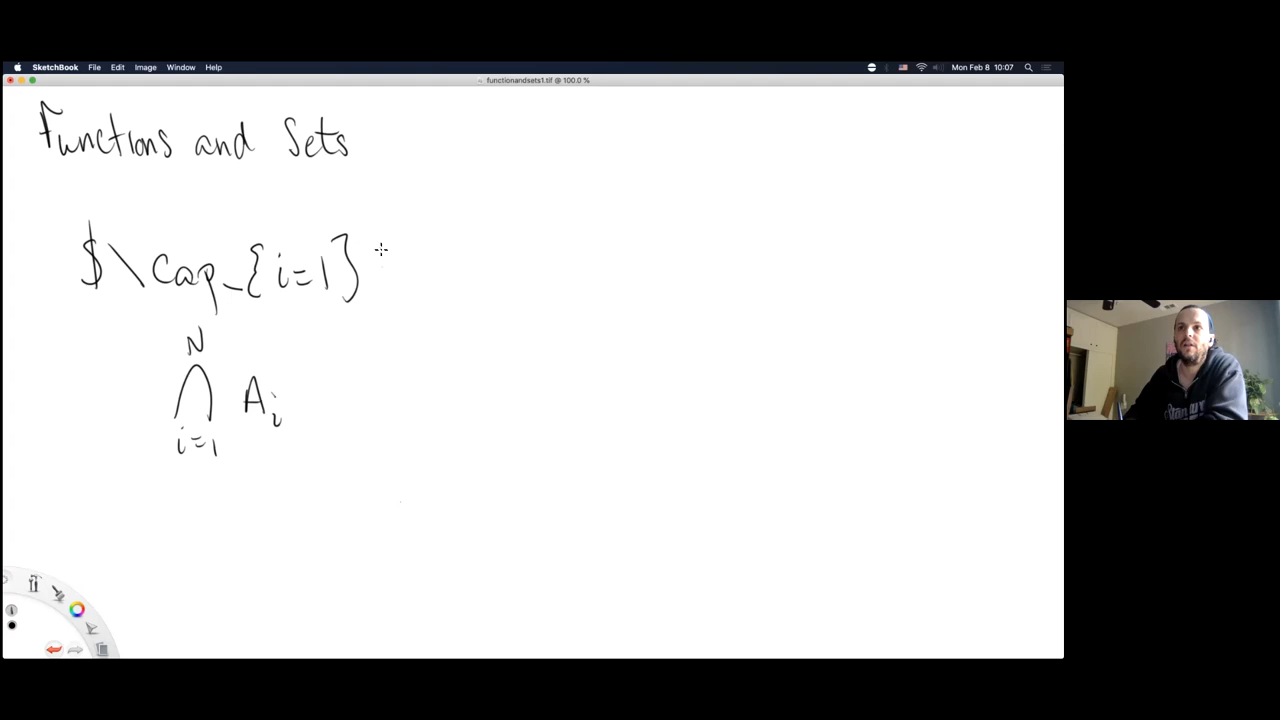 SketchBook File Edit Image Window Help Mon Feb 8 10:07
functionandsets1.tif @ 100.0 %
Functions and Sets
$\cap_{i=1}
N
⋂ A_i
i=1